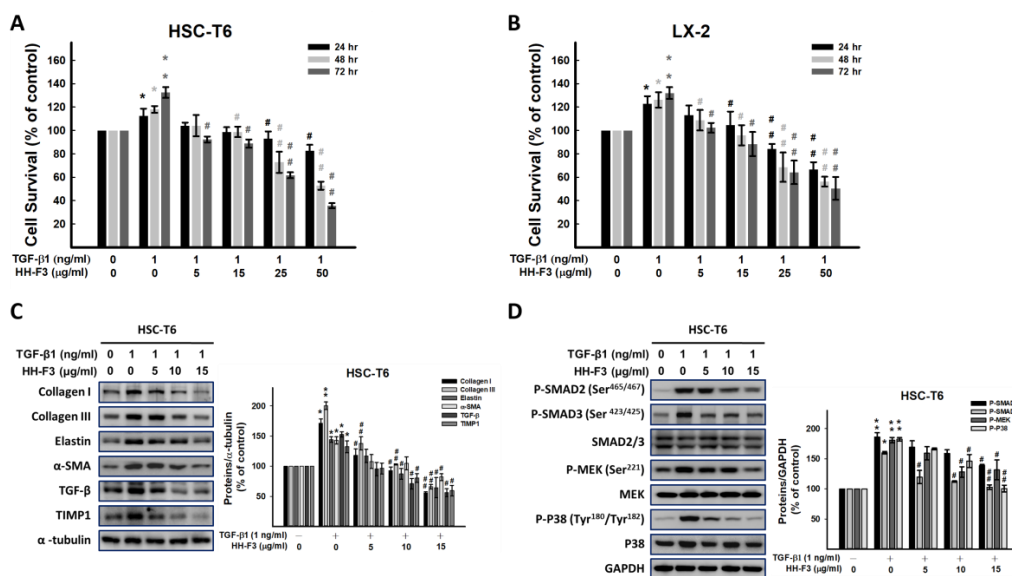 A
HSC-T6
24 hr
48 hr
72 hr
Cell Survival (% of control)
160
140
120
100
80
60
40
20
* * * *
# # # # # # # # # #
TGF-β1 (ng/ml) 0 1 1 1 1 1
HH-F3 (μg/ml) 0 0 5 15 25 50
B
LX-2
24 hr
48 hr
72 hr
Cell Survival (% of control)
160
140
120
100
80
60
40
20
TGF-β1 (ng/ml) 0 1 1 1 1 1
HH-F3 (μg/ml) 0 0 5 15 25 50
C
HSC-T6
TGF-β1 (ng/ml) 0 1 1 1 1
HH-F3 (μg/ml) 0 0 5 10 15
Collagen I
Collagen III
Elastin
α-SMA
TGF-β
TIMP1
α -tubulin
HSC-T6
Collagen I
Collagen III
Elastin
α-SMA
TGF-β
TIMP1
Proteins/α-tubulin
(% of control)
200
150
100
50
TGF-β1 (1 ng/ml) — + + + +
HH-F3 (μg/ml) 0 5 10 15
D
HSC-T6
TGF-β1 (ng/ml) 0 1 1 1 1
HH-F3 (μg/ml) 0 0 5 10 15
P-SMAD2 (Ser465/467)
P-SMAD3 (Ser 423/425)
SMAD2/3
P-MEK (Ser221)
MEK
P-P38 (Tyr180/Tyr182)
P38
GAPDH
HSC-T6
P-SMAD
P-SMAD
P-MEK
P-P38
Proteins/GAPDH
(% of control)
200
150
100
50
TGF-β1 (1 ng/ml) — + + + +
HH-F3 (μg/ml) 0 5 10 15